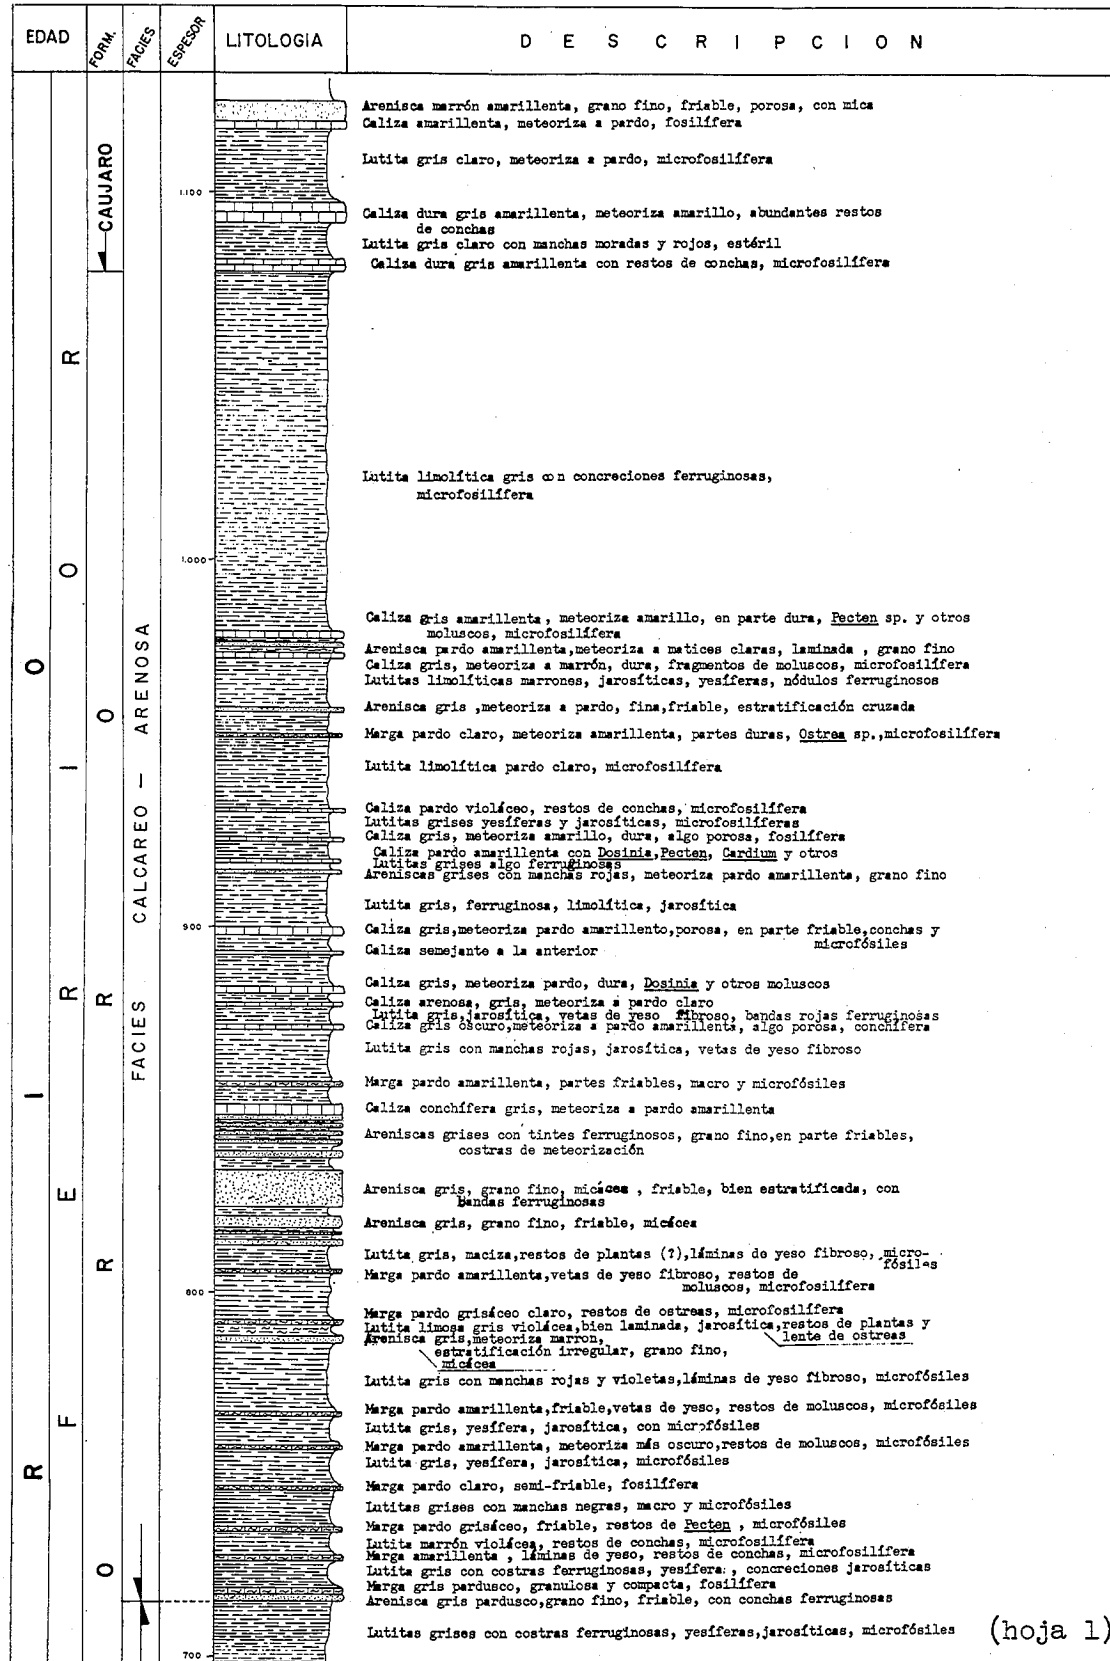 EDAD
FORM.
FACIES
ESPESOR
LITOLOGIA
DESCRIPCION
CAUJARO
FACIES CALCAREO - ARENOSA
R O I R E F
R O
O I R
R R O
1.100
1.000
900
800
700
Arenisca marrón amarillenta, grano fino, friable, porosa, con mica
Caliza amarillenta, meteoriza a pardo, fosilífera
Lutita gris claro, meteoriza a pardo, microfosilífera
Caliza dura gris amarillenta, meteoriza amarillo, abundantes restos
de conchas
Lutita gris claro con manchas moradas y rojos, estéril
Caliza dura gris amarillenta con restos de conchas, microfosilífera
Lutita limolítica gris con concreciones ferruginosas,
microfosilífera
Caliza gris amarillenta, meteoriza amarillo, en parte dura, Pecten sp. y otros
moluscos, microfosilífera
Arenisca pardo amarillenta,meteoriza a matices claras, laminada , grano fino
Caliza gris, meteoriza a marrón, dura, fragmentos de moluscos, microfosilífera
Lutitas limolíticas marrones, jarosíticas, yesíferas, nódulos ferruginosos
Arenisca gris ,meteoriza a pardo, fina,friable, estratificación cruzada
Marga pardo claro, meteoriza amarillenta, partes duras, Ostrea sp.,microfosilífera
Lutita limolítica pardo claro, microfosilífera
Caliza pardo violáceo, restos de conchas, microfosilífera
Lutitas grises yesíferas y jarosíticas, microfosilíferas
Caliza gris, meteoriza amarillo, dura, algo porosa, fosilífera
Caliza pardo amarillenta con Dosinia,Pecten, Cardium y otros
Lutitas grises algo ferruginosas
Areniscas grises con manchas rojas, meteoriza pardo amarillenta, grano fino
Lutita gris, ferruginosa, limolítica, jarosítica
Caliza gris,meteoriza pardo amarillento,porosa, en parte friable,conchas y
microfósiles
Caliza semejante a la anterior
Caliza gris, meteoriza pardo, dura, Dosinia y otros moluscos
Caliza arenosa, gris, meteoriza a pardo claro
Lutita gris,jarosítica, vetas de yeso fibroso, bandas rojas ferruginosas
Caliza gris oscuro,meteoriza a pardo amarillenta, algo porosa, conchífera
Lutita gris con manchas rojas, jarosítica, vetas de yeso fibroso
Marga pardo amarillenta, partes friables, macro y microfósiles
Caliza conchífera gris, meteoriza a pardo amarillenta
Areniscas grises con tintes ferruginosos, grano fino,en parte friables,
costras de meteorización
Arenisca gris, grano fino, micácea , friable, bien estratificada, con
bandas ferruginosas
Arenisca gris, grano fino, friable, micácea
Lutita gris, maciza,restos de plantas (?),láminas de yeso fibroso, micro-
fósiles
Marga pardo amarillenta,vetas de yeso fibroso, restos de
moluscos, microfosilífera
Marga pardo grisáceo claro, restos de ostreas, microfosilífera
Lutita limosa gris violácea,bien laminada, jarosítica,restos de plantas y
lente de ostreas
Arenisca gris,meteoriza marron,
estratificación irregular, grano fino,
micácea
Lutita gris con manchas rojas y violetas,láminas de yeso fibroso, microfósiles
Marga pardo amarillenta,friable,vetas de yeso, restos de moluscos, microfósiles
Lutita gris, yesífera, jarosítica, con microfósiles
Marga pardo amarillenta, meteoriza más oscuro,restos de moluscos, microfósiles
Lutita gris, yesífera, jarosítica, microfósiles
Marga pardo claro, semi-friable, fosilífera
Lutitas grises con manchas negras, macro y microfósiles
Marga pardo grisáceo, friable, restos de Pecten , microfósiles
Lutita marrón violácea, restos de conchas, microfosilífera
Marga amarillenta , láminas de yeso, restos de conchas, microfosilífera
Lutita gris con costras ferruginosas, yesífera, concreciones jarosíticas
Marga gris pardusco, granulosa y compacta, fosilífera
Arenisca gris pardusco,grano fino, friable, con conchas ferruginosas
Lutitas grises con costras ferruginosas, yesíferas,jarosíticas, microfósiles
(hoja 1)